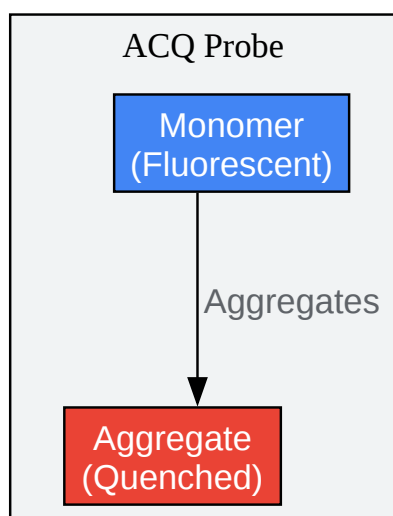 ACQ Probe
Monomer
(Fluorescent)
Aggregates
Aggregate
(Quenched)